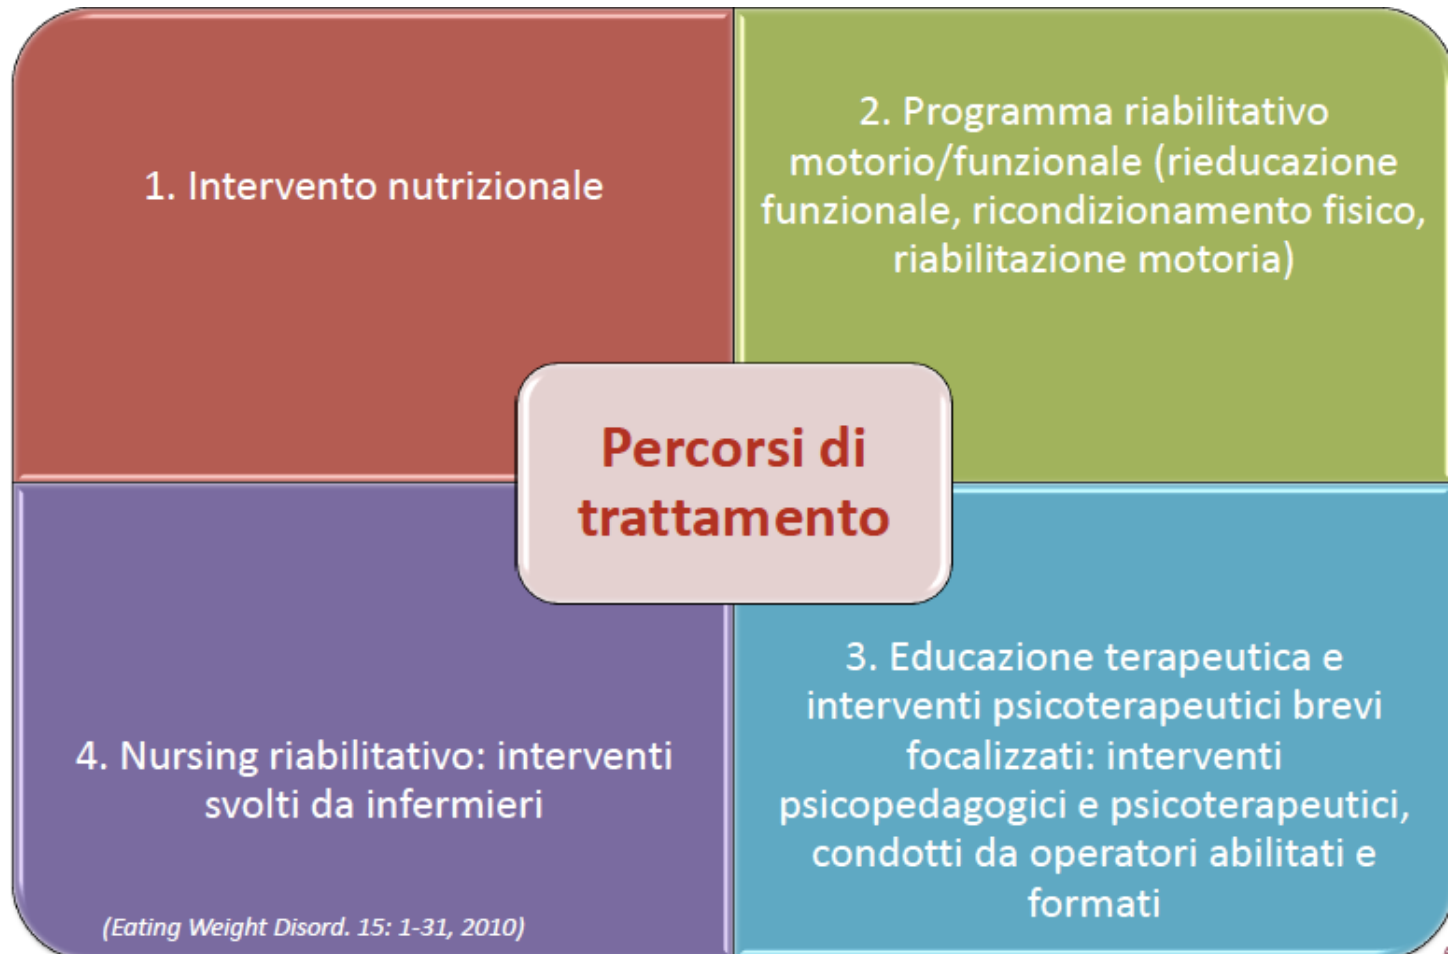 1. Intervento nutrizionale
2. Programma riabilitativo
motorio/funzionale (rieducazione
funzionale, ricondizionamento fisico,
riabilitazione motoria)
Percorsi di
trattamento
4. Nursing riabilitativo: interventi
svolti da infermieri
(Eating Weight Disord. 15: 1-31, 2010)
3. Educazione terapeutica e
interventi psicoterapeutici brevi
focalizzati: interventi
psicopedagogici e psicoterapeutici,
condotti da operatori abilitati e
formati